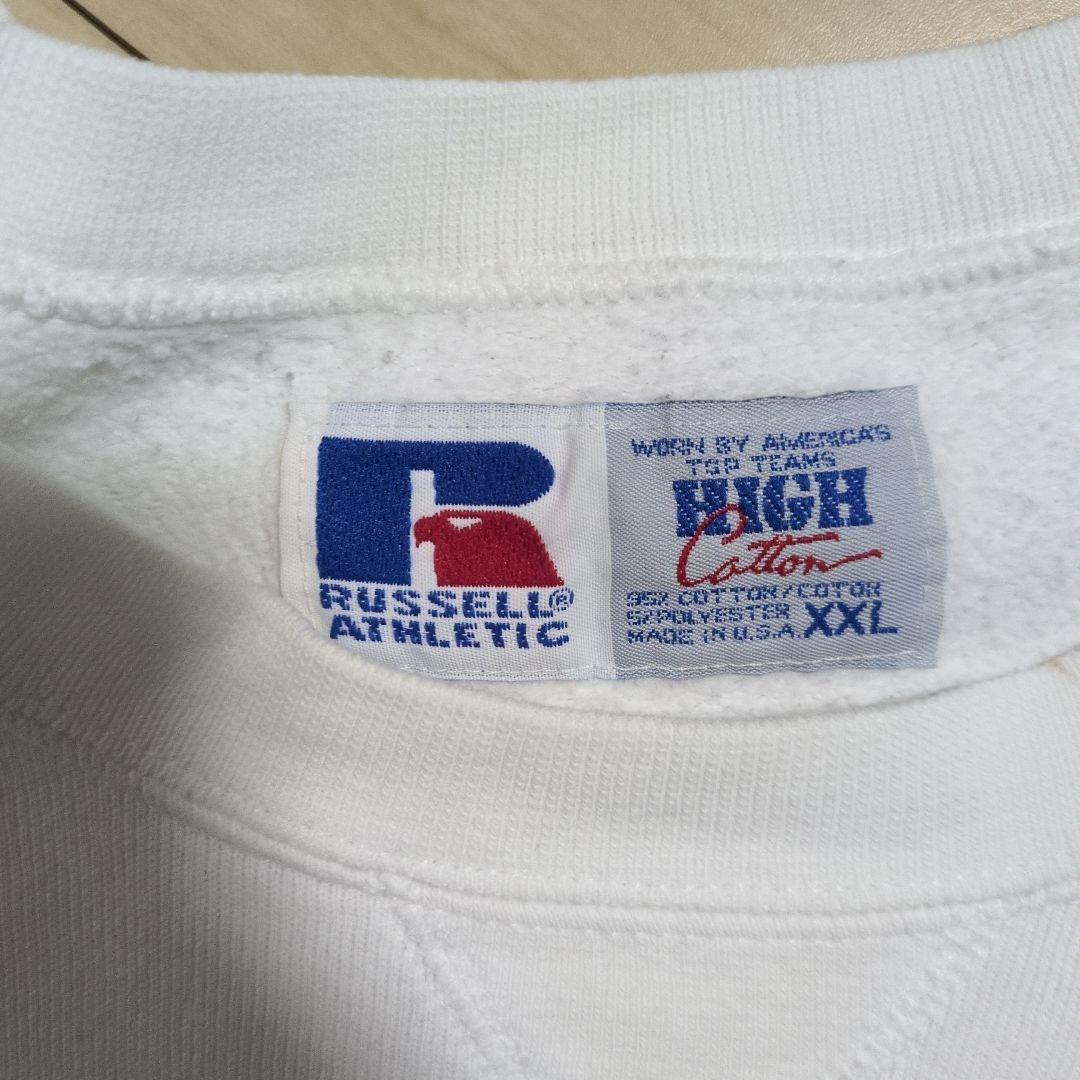 RUSSELL®
ATHLETIC
WORN BY AMERICA'S
TOP TEAMS
HIGH
Cotton
95% COTTON/COTON
5% POLYESTER
MADE IN U.S.A. XXL